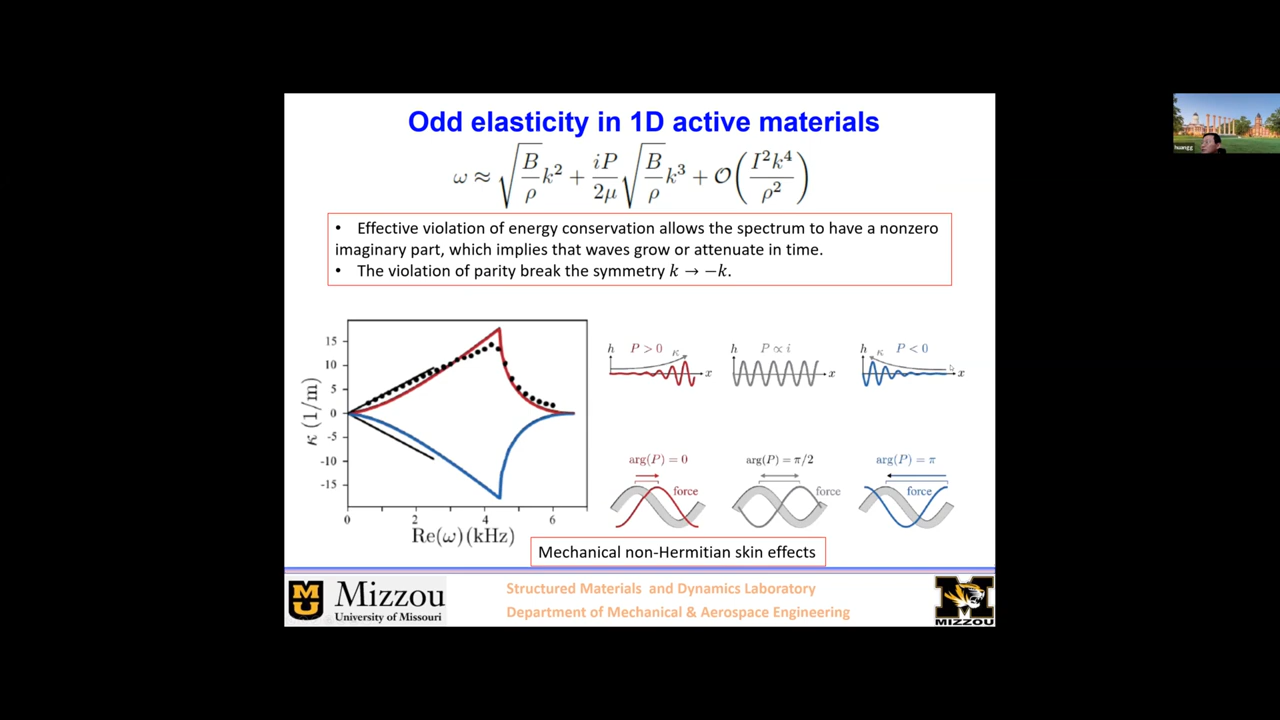 Odd elasticity in 1D active materials
ω ≈ √(B/ρ) k² + iP/2μ √(B/ρ) k³ + 𝒪(I²k⁴/ρ²)
• Effective violation of energy conservation allows the spectrum to have a nonzero
imaginary part, which implies that waves grow or attenuate in time.
• The violation of parity break the symmetry k → −k.
κ (1/m)
15
10
5
0
-5
-10
-15
0 2 4 6
Re(ω)(kHz)
h P > 0 κ x
h P ∝ i x
h κ P < 0 x
arg(P) = 0 arg(P) = π/2 arg(P) = π
force force force
Mechanical non-Hermitian skin effects
Mizzou
University of Missouri
Structured Materials and Dynamics Laboratory
Department of Mechanical & Aerospace Engineering
MIZZOU
huangg